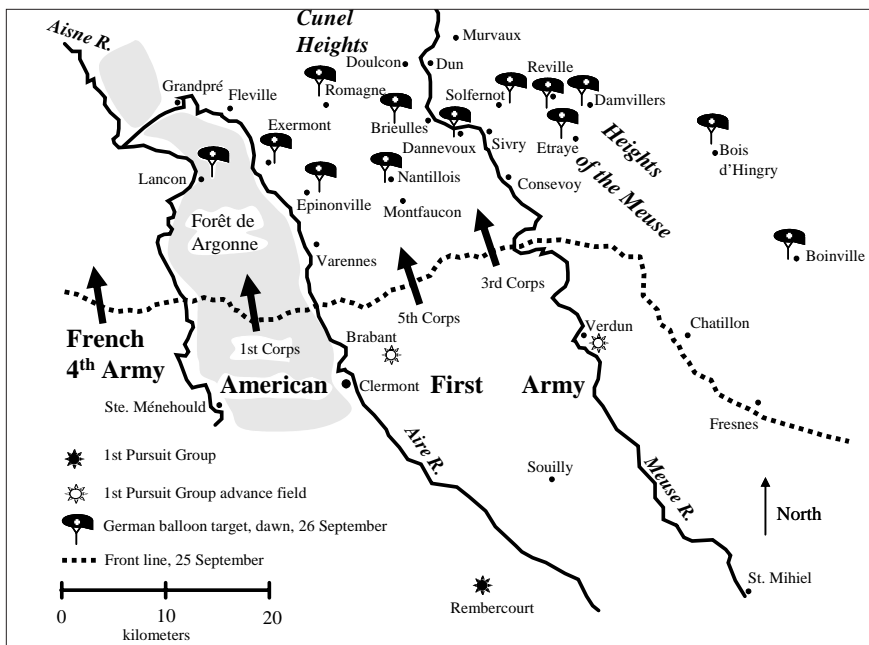 Aisne R.
Cunel
Heights
Murvaux
Doulcon
Dun
Grandpré
Fleville
Romagne
Solfernot
Reville
Damvillers
Exermont
Brieulles
Dannevoux
Sivry
Etraye
Heights
of the Meuse
Bois
d'Hingry
Lancon
Nantillois
Consevoy
Epinonville
Montfaucon
Forêt de
Argonne
Varennes
Boinville
3rd Corps
5th Corps
French
4th Army
1st Corps
Brabant
Verdun
Chatillon
American
Clermont
First
Army
Ste. Ménehould
Fresnes
Aire R.
Meuse R.
Souilly
1st Pursuit Group
1st Pursuit Group advance field
German balloon target, dawn, 26 September
Front line, 25 September
North
St. Mihiel
Rembercourt
0 10 20
kilometers